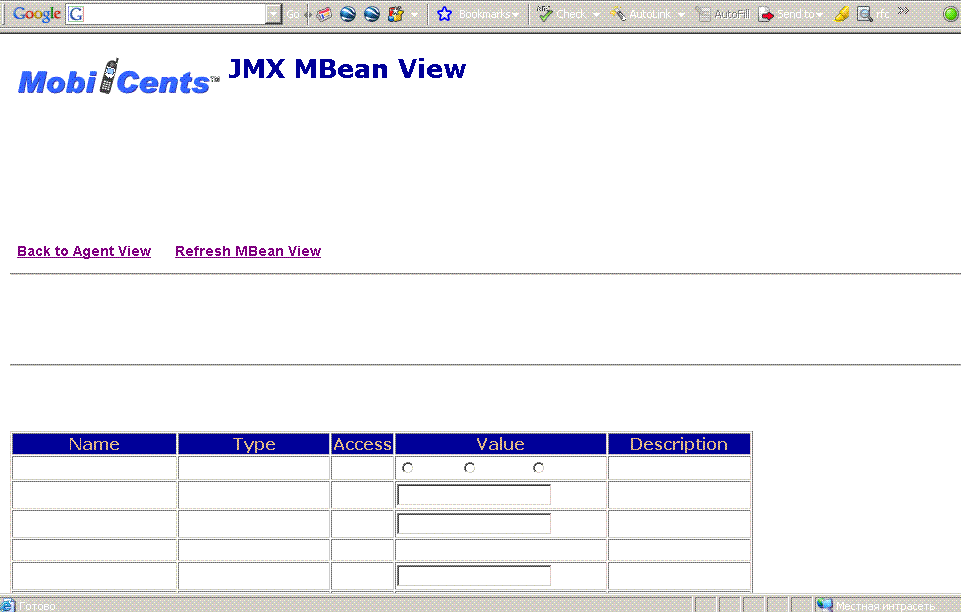 Google G Go Bookmarks Check AutoLink AutoFill Send to rfc
MobiCents™ JMX MBean View
Back to Agent View Refresh MBean View
Name Type Access Value Description
Готово Местная интрасеть